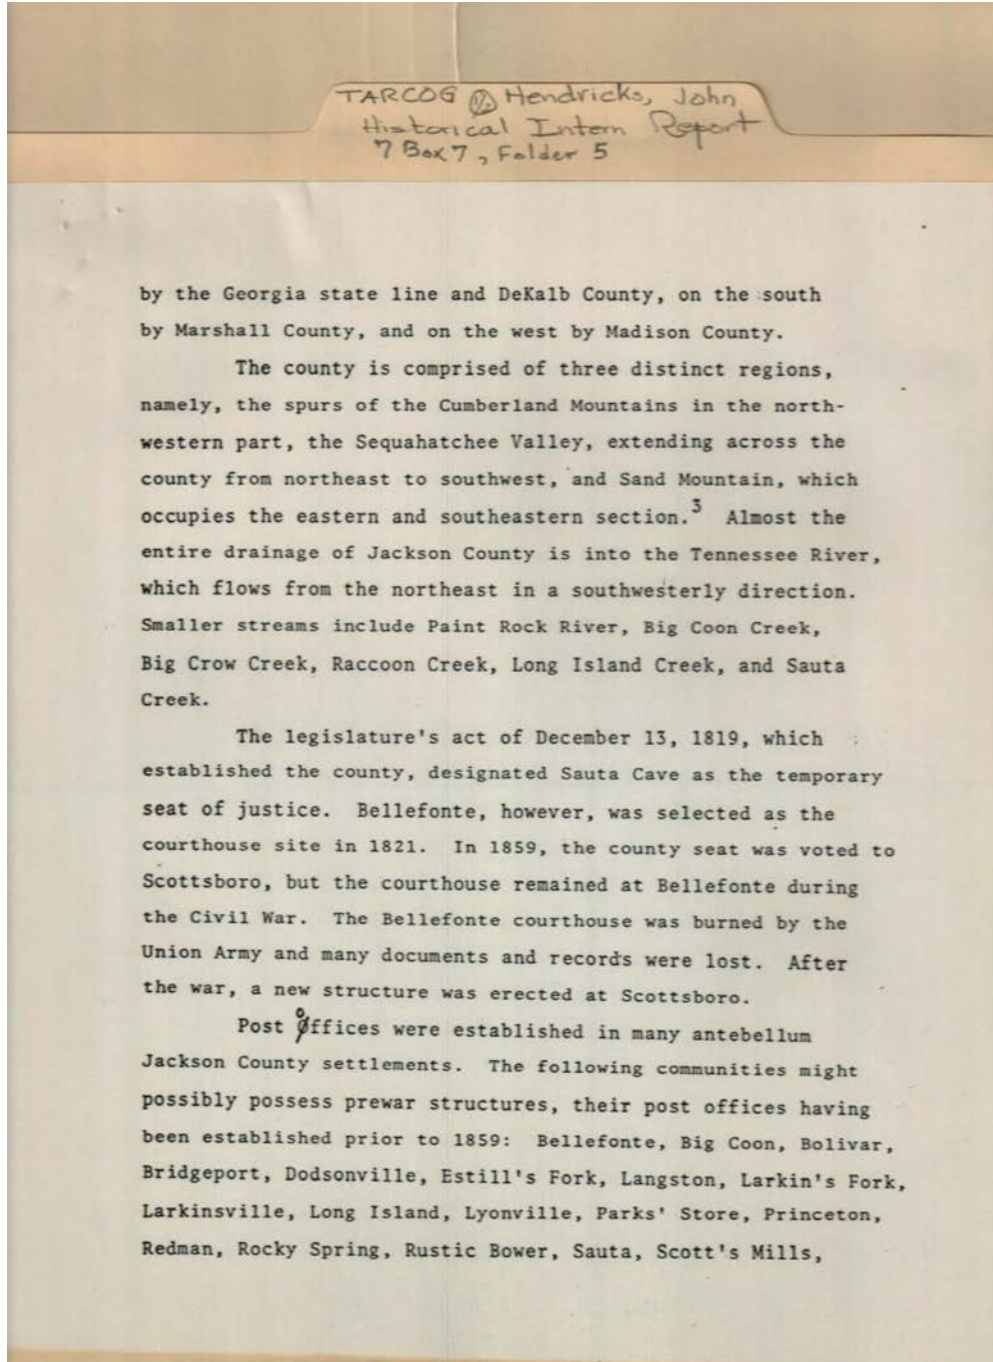 TARCOG Hendricks, John
Historical Intern Report
7 Box 7, Folder 5
by the Georgia state line and DeKalb County, on the south
by Marshall County, and on the west by Madison County.
The county is comprised of three distinct regions,
namely, the spurs of the Cumberland Mountains in the north-
western part, the Sequahatchee Valley, extending across the
county from northeast to southwest, and Sand Mountain, which
occupies the eastern and southeastern section.3 Almost the
entire drainage of Jackson County is into the Tennessee River,
which flows from the northeast in a southwesterly direction.
Smaller streams include Paint Rock River, Big Coon Creek,
Big Crow Creek, Raccoon Creek, Long Island Creek, and Sauta
Creek.
The legislature's act of December 13, 1819, which
established the county, designated Sauta Cave as the temporary
seat of justice. Bellefonte, however, was selected as the
courthouse site in 1821. In 1859, the county seat was voted to
Scottsboro, but the courthouse remained at Bellefonte during
the Civil War. The Bellefonte courthouse was burned by the
Union Army and many documents and records were lost. After
the war, a new structure was erected at Scottsboro.
Post offices were established in many antebellum
Jackson County settlements. The following communities might
possibly possess prewar structures, their post offices having
been established prior to 1859: Bellefonte, Big Coon, Bolivar,
Bridgeport, Dodsonville, Estill's Fork, Langston, Larkin's Fork,
Larkinsville, Long Island, Lyonville, Parks' Store, Princeton,
Redman, Rocky Spring, Rustic Bower, Sauta, Scott's Mills,